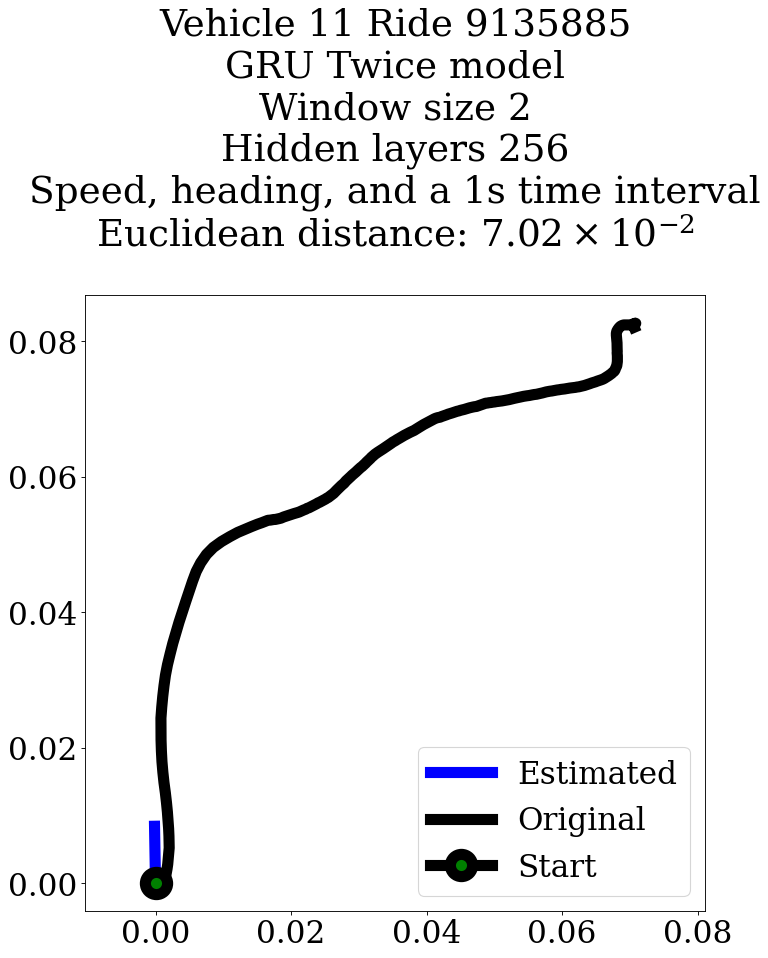 Vehicle 11 Ride 9135885
GRU Twice model
Window size 2
Hidden layers 256
Speed, heading, and a 1s time interval
Euclidean distance: 7.02 × 10⁻²
0.08
0.06
0.04
0.02
0.00
Estimated
Original
Start
0.00 0.02 0.04 0.06 0.08